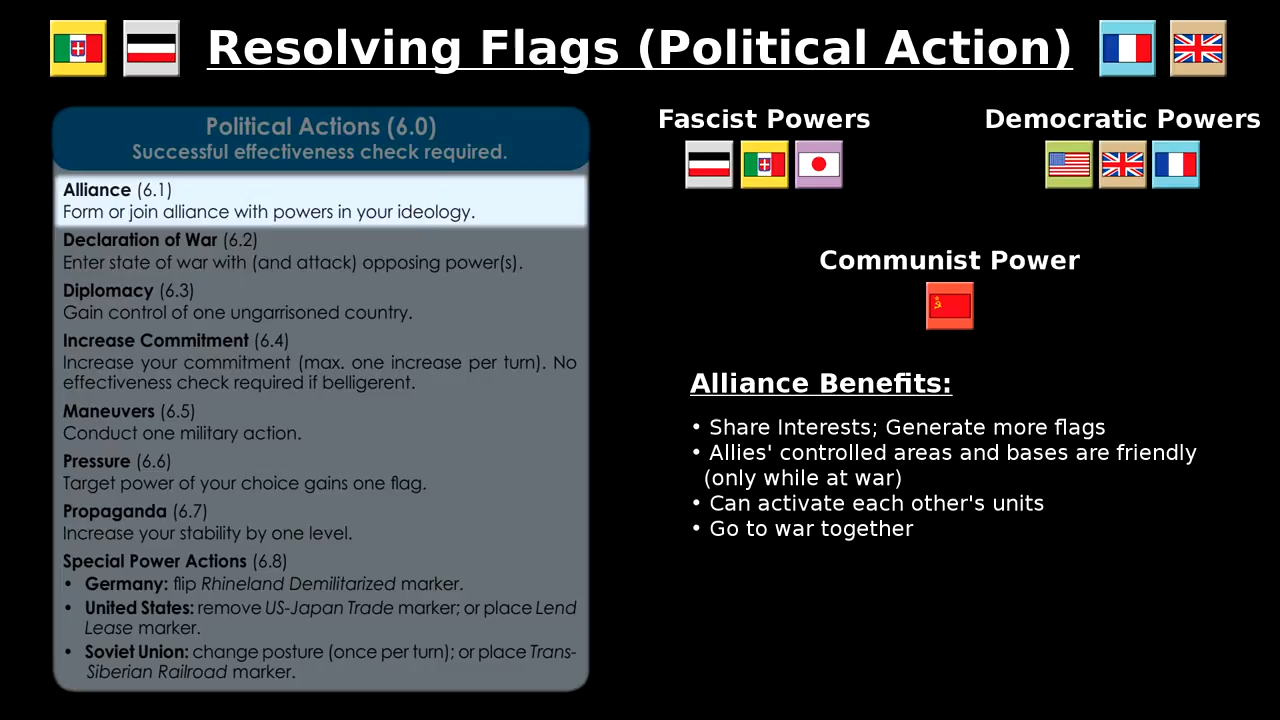 Resolving Flags (Political Action)
Political Actions (6.0)
Successful effectiveness check required.
Alliance (6.1)
Form or join alliance with powers in your ideology.
Declaration of War (6.2)
Enter state of war with (and attack) opposing power(s).
Diplomacy (6.3)
Gain control of one ungarrisoned country.
Increase Commitment (6.4)
Increase your commitment (max. one increase per turn). No
effectiveness check required if belligerent.
Maneuvers (6.5)
Conduct one military action.
Pressure (6.6)
Target power of your choice gains one flag.
Propaganda (6.7)
Increase your stability by one level.
Special Power Actions (6.8)
• Germany: flip Rhineland Demilitarized marker.
• United States: remove US-Japan Trade marker; or place Lend
Lease marker.
• Soviet Union: change posture (once per turn); or place Trans-
Siberian Railroad marker.
Fascist Powers
Democratic Powers
Communist Power
Alliance Benefits:
• Share Interests; Generate more flags
• Allies' controlled areas and bases are friendly
(only while at war)
• Can activate each other's units
• Go to war together